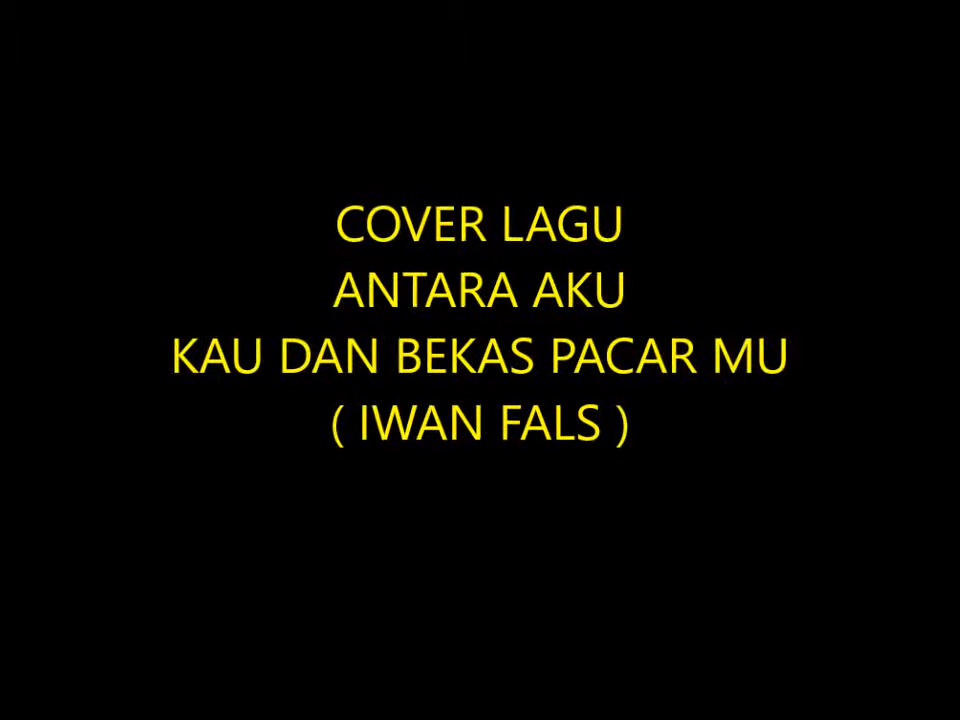 COVER LAGU
ANTARA AKU
KAU DAN BEKAS PACAR MU
( IWAN FALS )